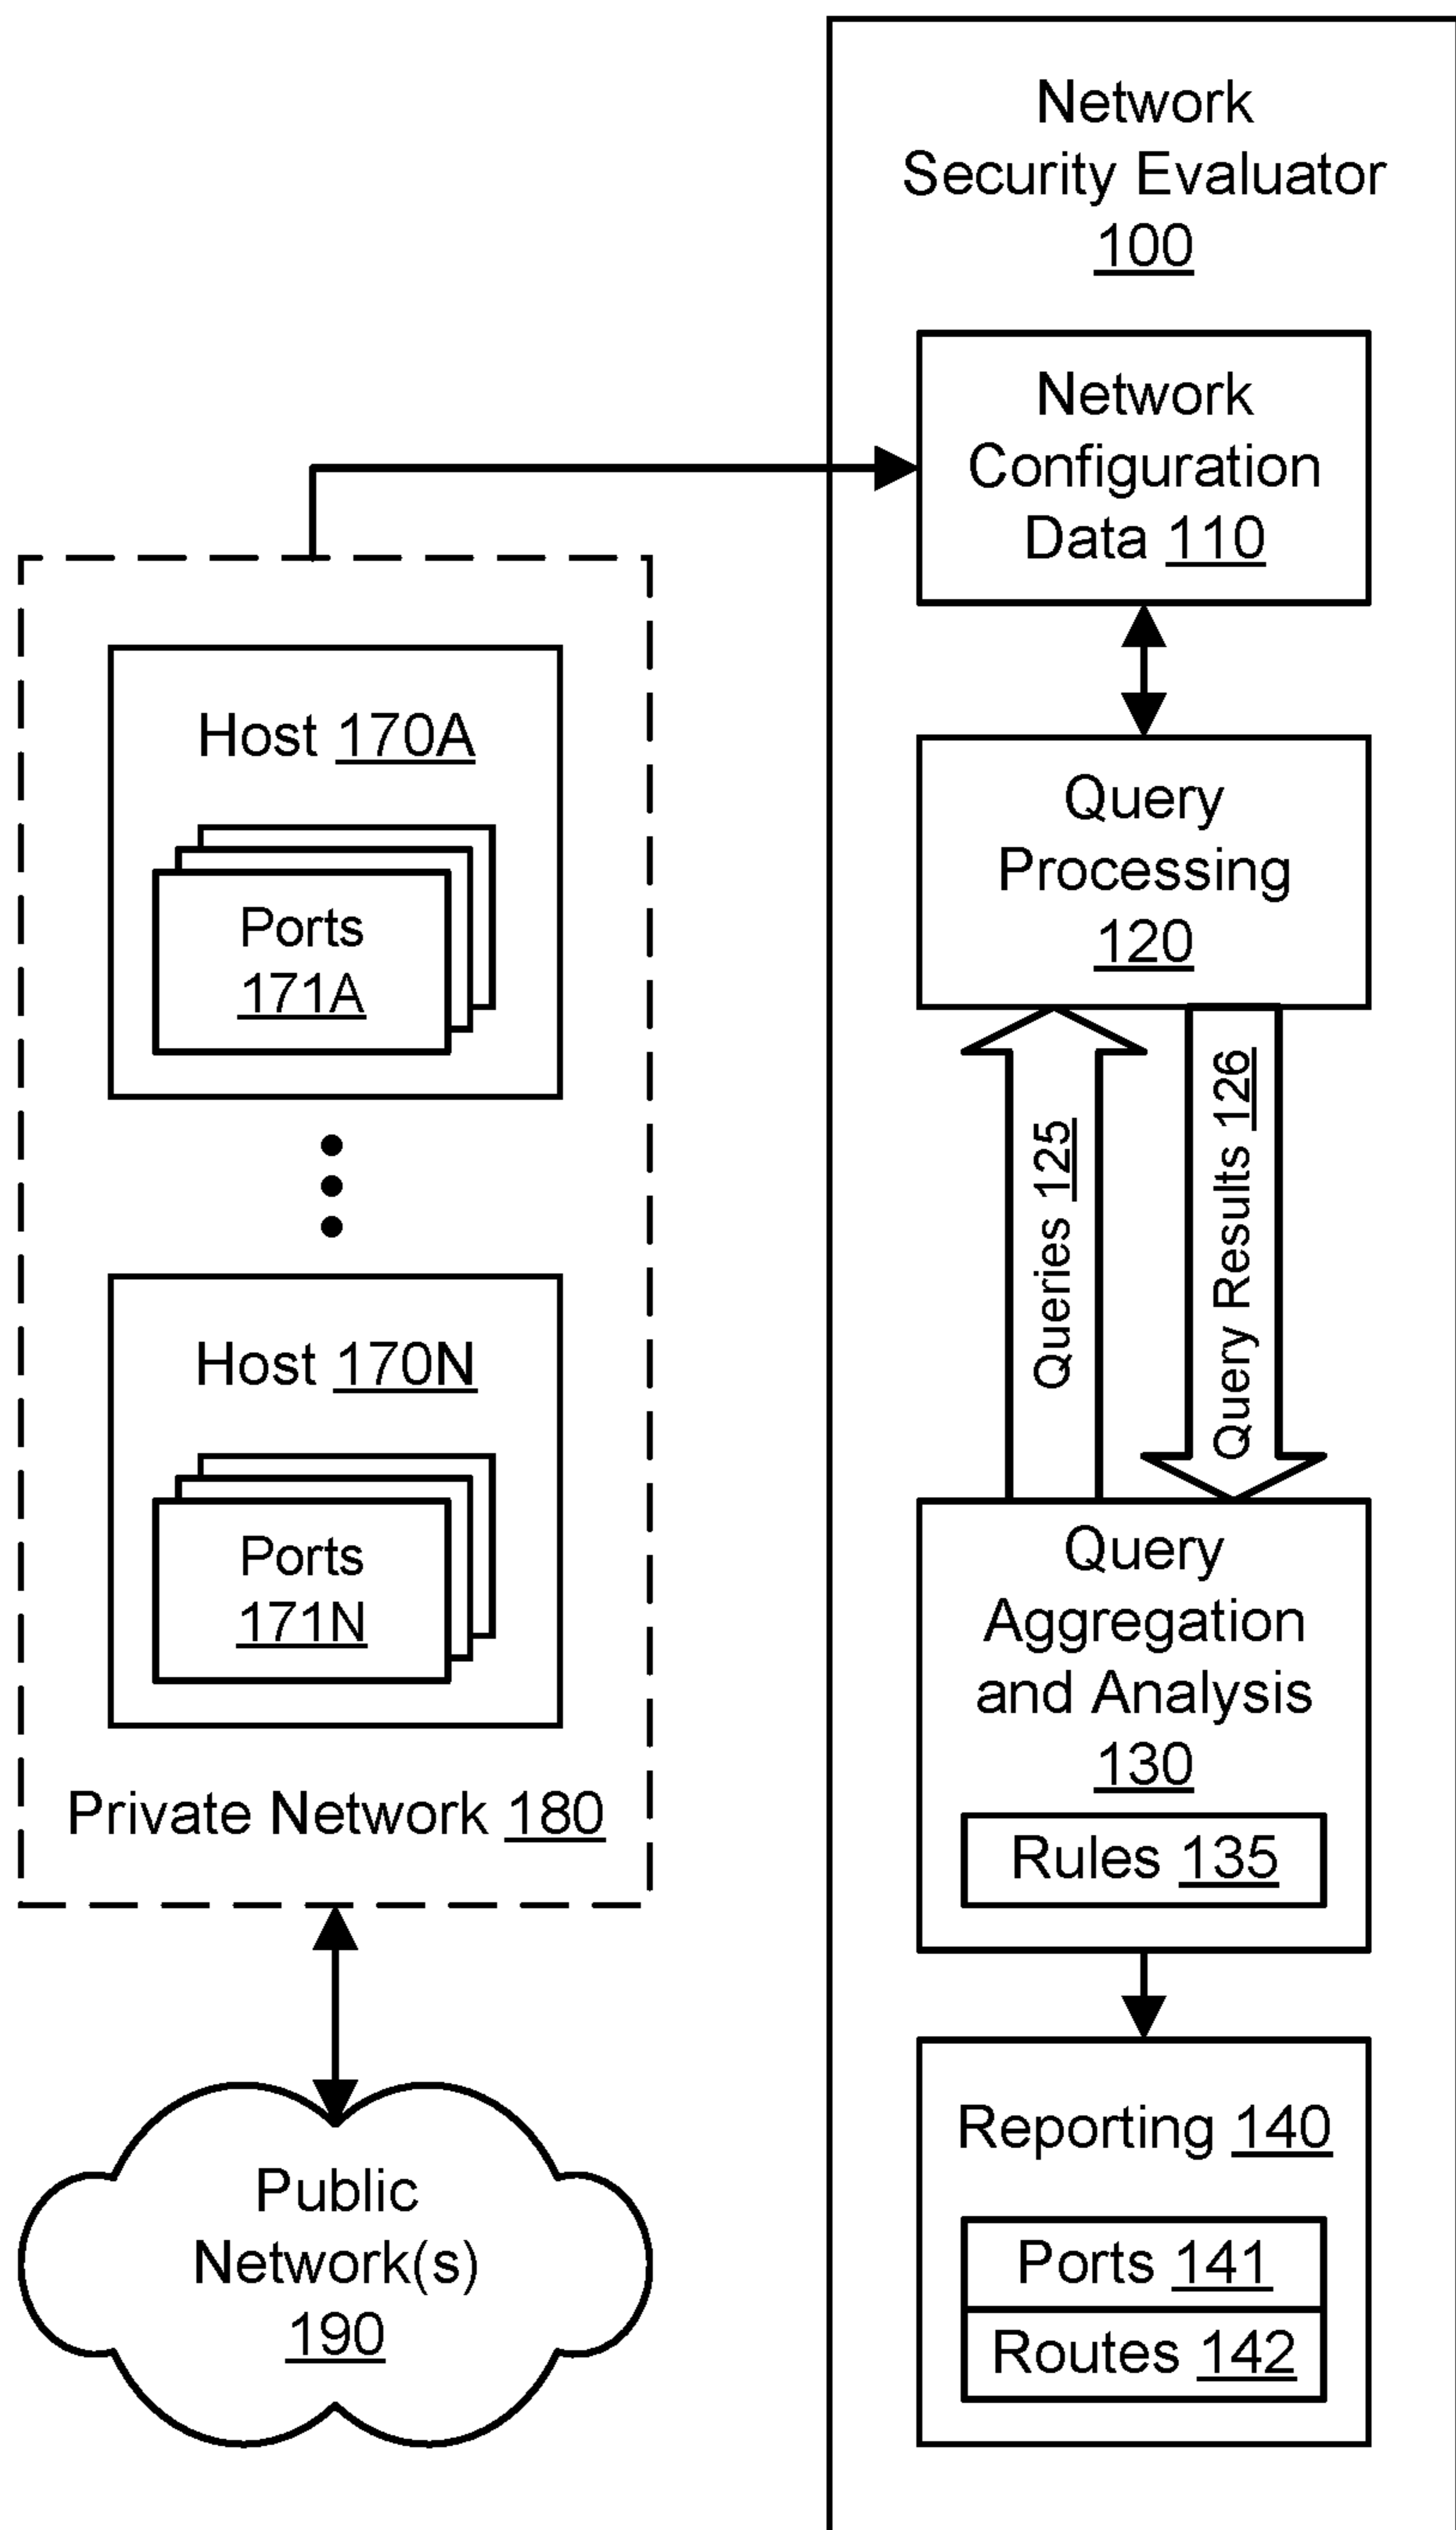 Network
Security Evaluator
100
Network
Configuration
Data 110
Query
Processing
120
Queries 125
Query Results 126
Query
Aggregation
and Analysis
130
Rules 135
Reporting 140
Ports 141
Routes 142
Host 170A
Ports
171A
Host 170N
Ports
171N
Private Network 180
Public
Network(s)
190